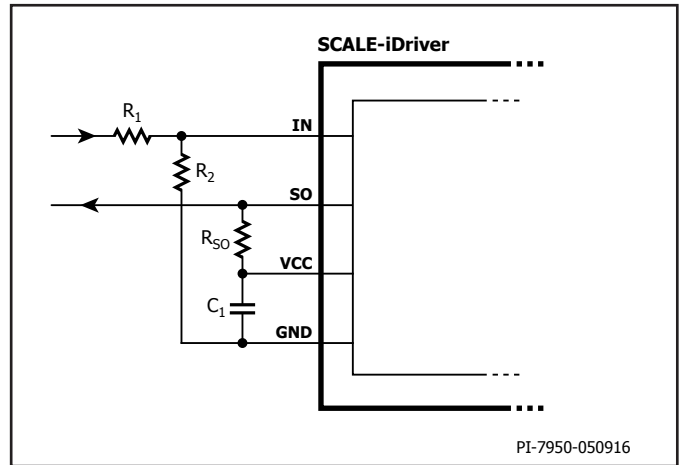 SCALE-iDriver
R1
IN
R2
SO
RSO
VCC
C1
GND
PI-7950-050916